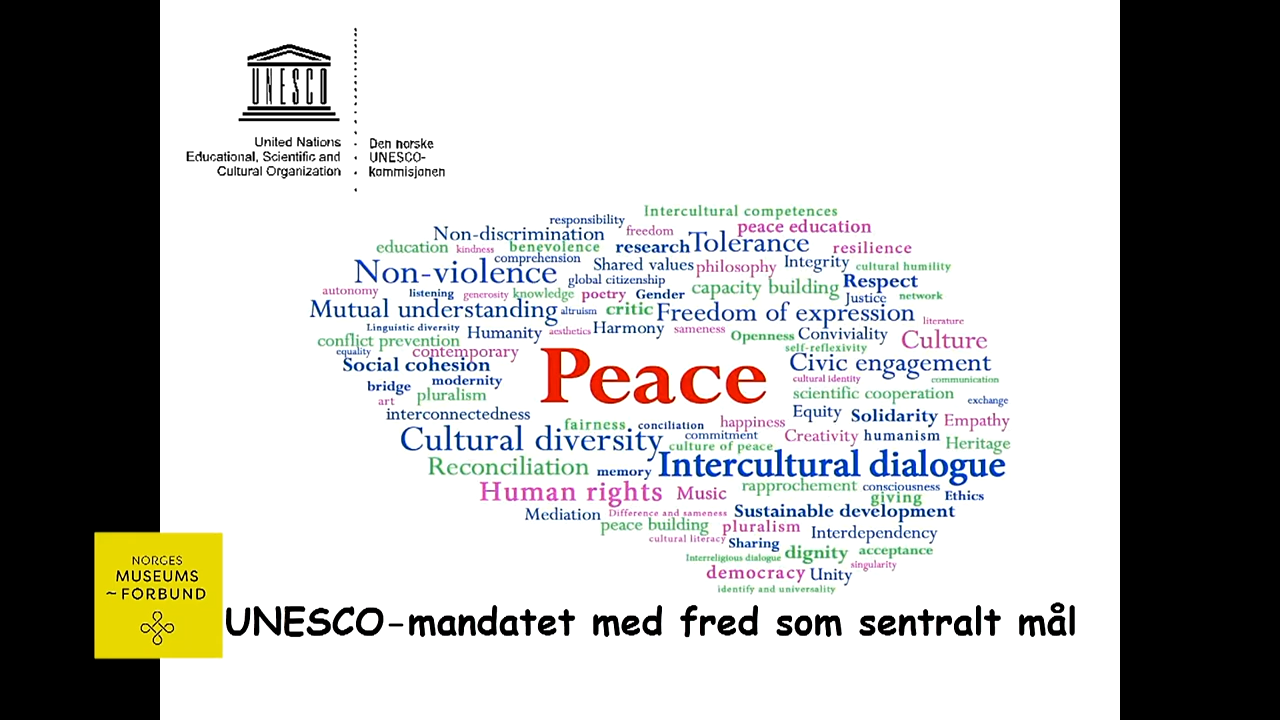 UNESCO
United Nations
Educational, Scientific and
Cultural Organization
Den norske
UNESCO-
kommisjonen
Intercultural competences
responsibility freedom peace education
Non-discrimination
education kindness benevolence research Tolerance resilience
comprehension Shared values philosophy Integrity cultural humility
Non-violence global citizenship capacity building Respect
autonomy listening generosity knowledge poetry Gender Justice network
Mutual understanding altruism critic Freedom of expression literature
Linguistic diversity Humanity aesthetics Harmony sameness Openness Conviviality
conflict prevention self-reflexivity Culture
equality contemporary
Social cohesion Peace Civic engagement
bridge modernity cultural identity communication
art pluralism scientific cooperation exchange
interconnectedness Equity Solidarity Empathy
fairness conciliation happiness
Cultural diversity commitment Creativity humanism Heritage
culture of peace
Reconciliation memory Intercultural dialogue
Human rights Music rapprochement consciousness
giving Ethics
Mediation Difference and sameness Sustainable development
peace building pluralism Interdependency
cultural literacy Sharing
Interreligious dialogue dignity acceptance
singularity
democracy Unity
identify and universality
NORGES
MUSEUMS
~FORBUND
UNESCO-mandatet med fred som sentralt mål